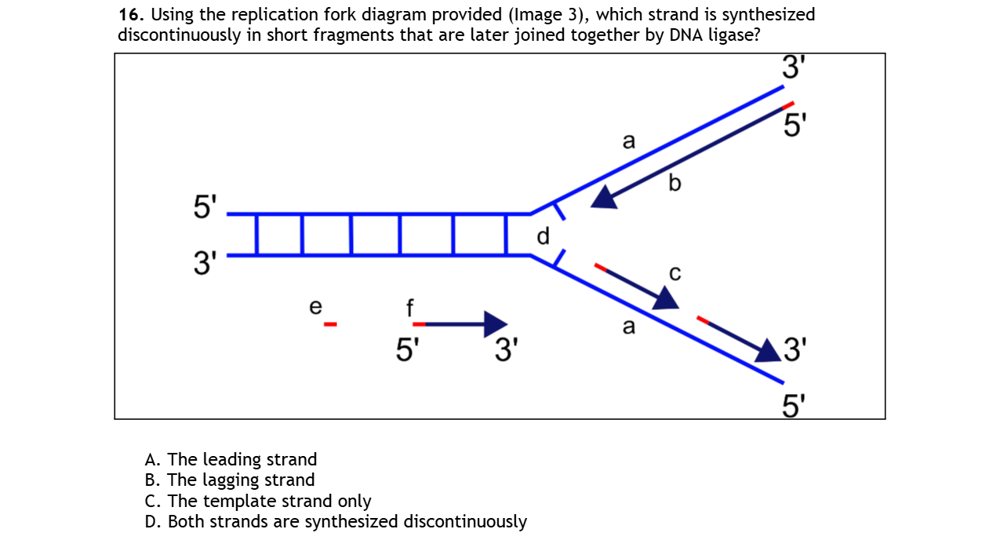 16. Using the replication fork diagram provided (Image 3), which strand is synthesized
discontinuously in short fragments that are later joined together by DNA ligase?
3'
5'
a
b
5'
d
3'
c
e
f
a
5'
3'
3'
5'
A. The leading strand
B. The lagging strand
C. The template strand only
D. Both strands are synthesized discontinuously